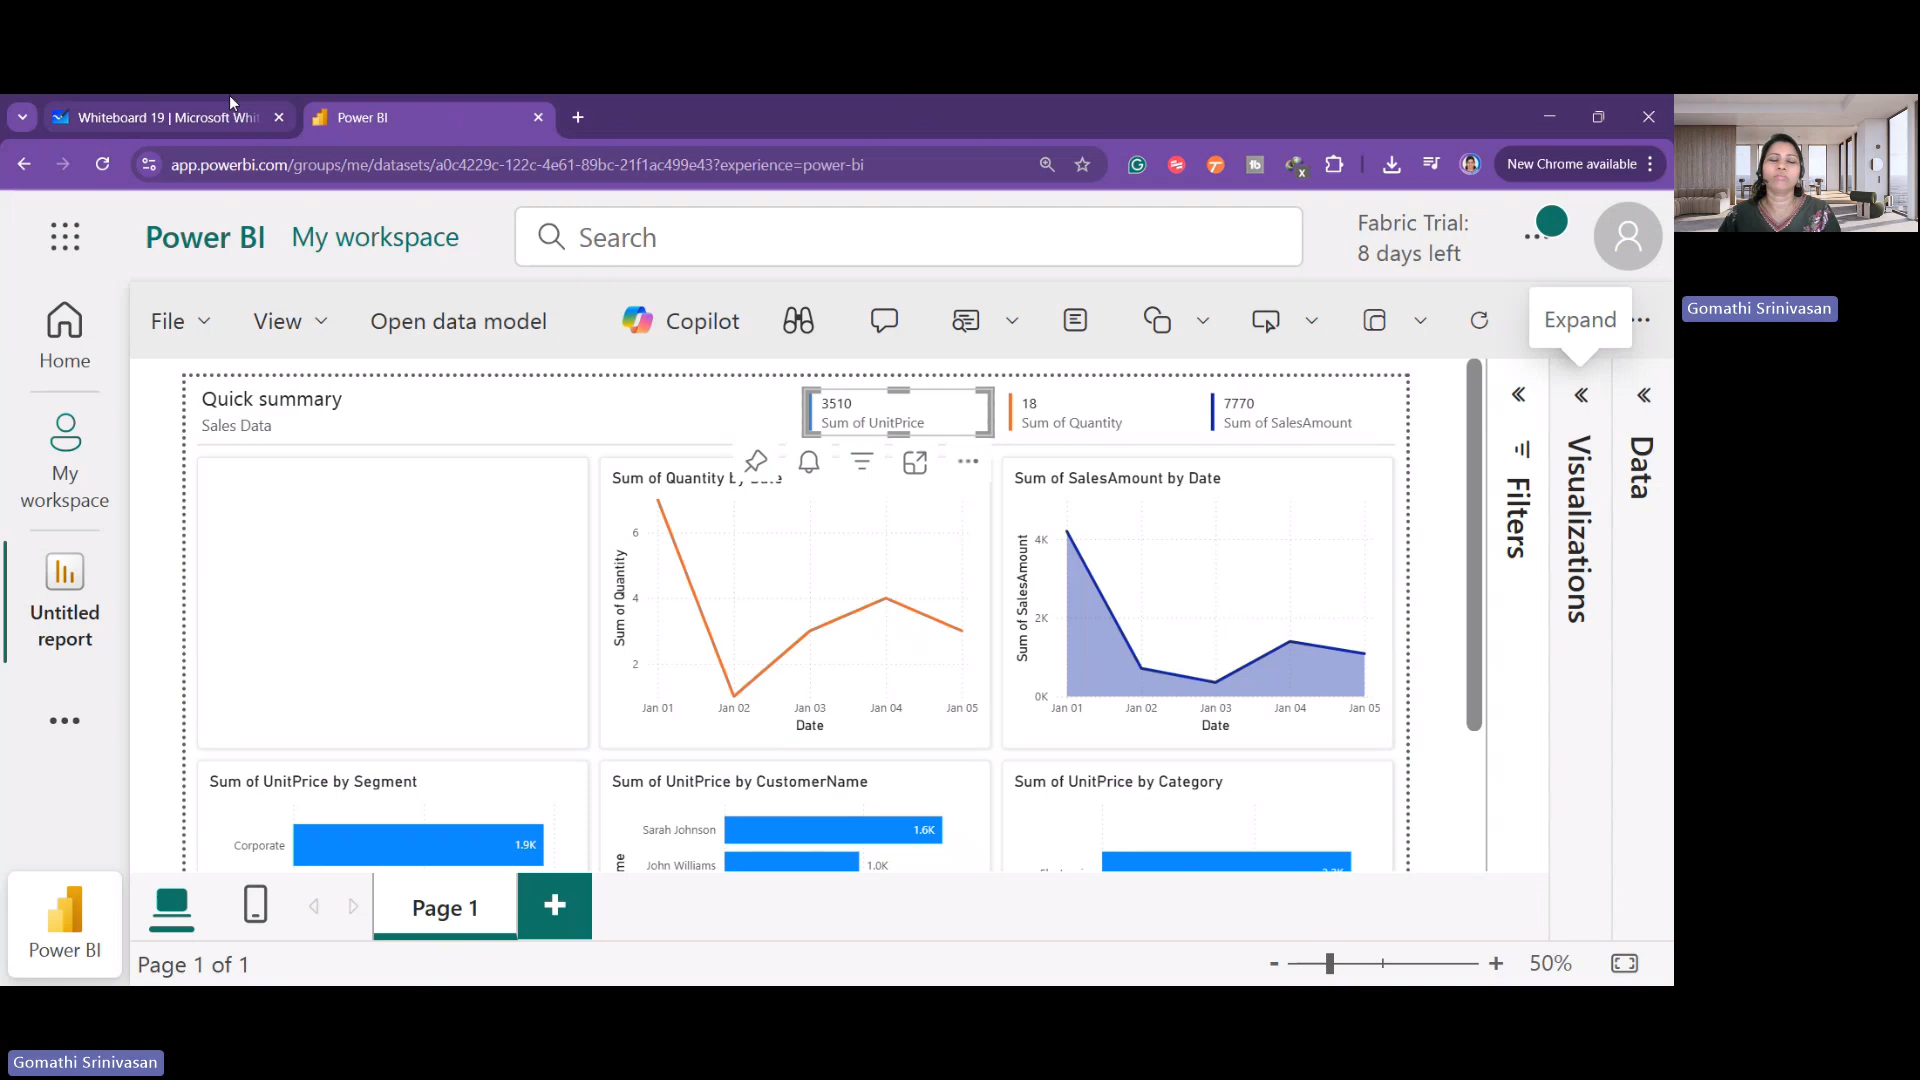 Whiteboard 19 | Microsoft Whit
Power BI
app.powerbi.com/groups/me/datasets/a0c4229c-122c-4e61-89bc-21f1ac499e43?experience=power-bi
New Chrome available
Power BI
My workspace
Search
Fabric Trial:
8 days left
Gomathi Srinivasan
File
View
Open data model
Copilot
Expand
Home
My
workspace
Untitled
report
Power BI
Quick summary
Sales Data
3510
Sum of UnitPrice
18
Sum of Quantity
7770
Sum of SalesAmount
Sum of Quantity by Date
Sum of Quantity
6
4
2
Jan 01
Jan 02
Jan 03
Jan 04
Jan 05
Date
Sum of SalesAmount by Date
Sum of SalesAmount
4K
2K
0K
Jan 01
Jan 02
Jan 03
Jan 04
Jan 05
Date
Sum of UnitPrice by Segment
Corporate
1.9K
Sum of UnitPrice by CustomerName
Sarah Johnson
1.6K
John Williams
1.0K
me
Sum of UnitPrice by Category
Filters
Visualizations
Data
Page 1
Page 1 of 1
50%
Gomathi Srinivasan